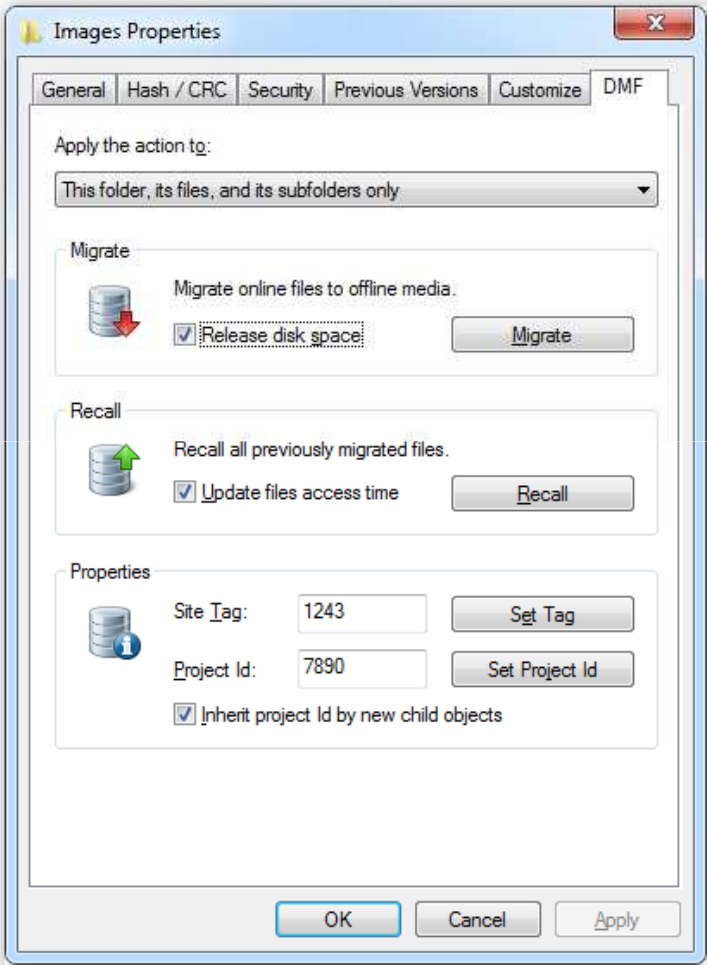 Images Properties
General Hash / CRC Security Previous Versions Customize DMF
Apply the action to:
This folder, its files, and its subfolders only
Migrate
Migrate online files to offline media.
Release disk space Migrate
Recall
Recall all previously migrated files.
Update files access time Recall
Properties
Site Tag: 1243 Set Tag
Project Id: 7890 Set Project Id
Inherit project Id by new child objects
OK Cancel Apply